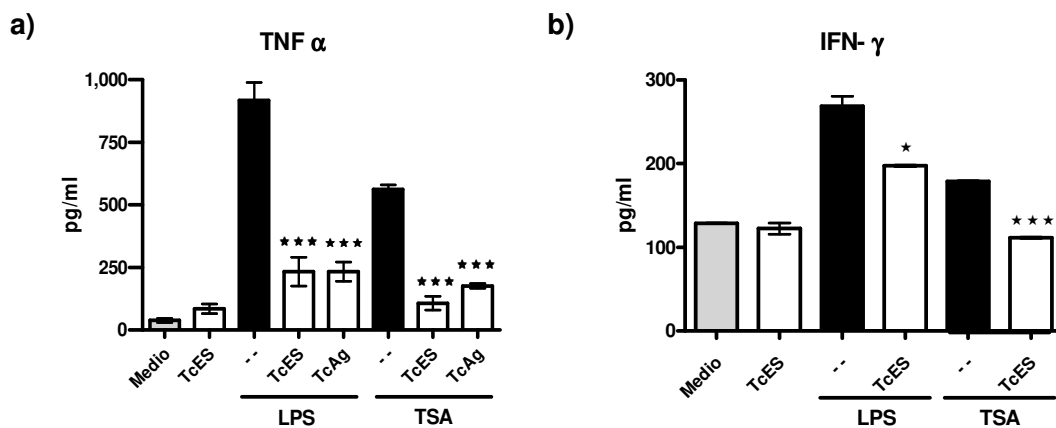 a)
TNF α
1,000
750
500
250
0
pg/ml
★★★ ★★★ ★★★ ★★★
Medio TcES -- TcES TcAg -- TcES TcAg
LPS TSA
b)
IFN- γ
300
200
100
0
pg/ml
★ ★★★
Medio TcES -- TcES -- TcES
LPS TSA